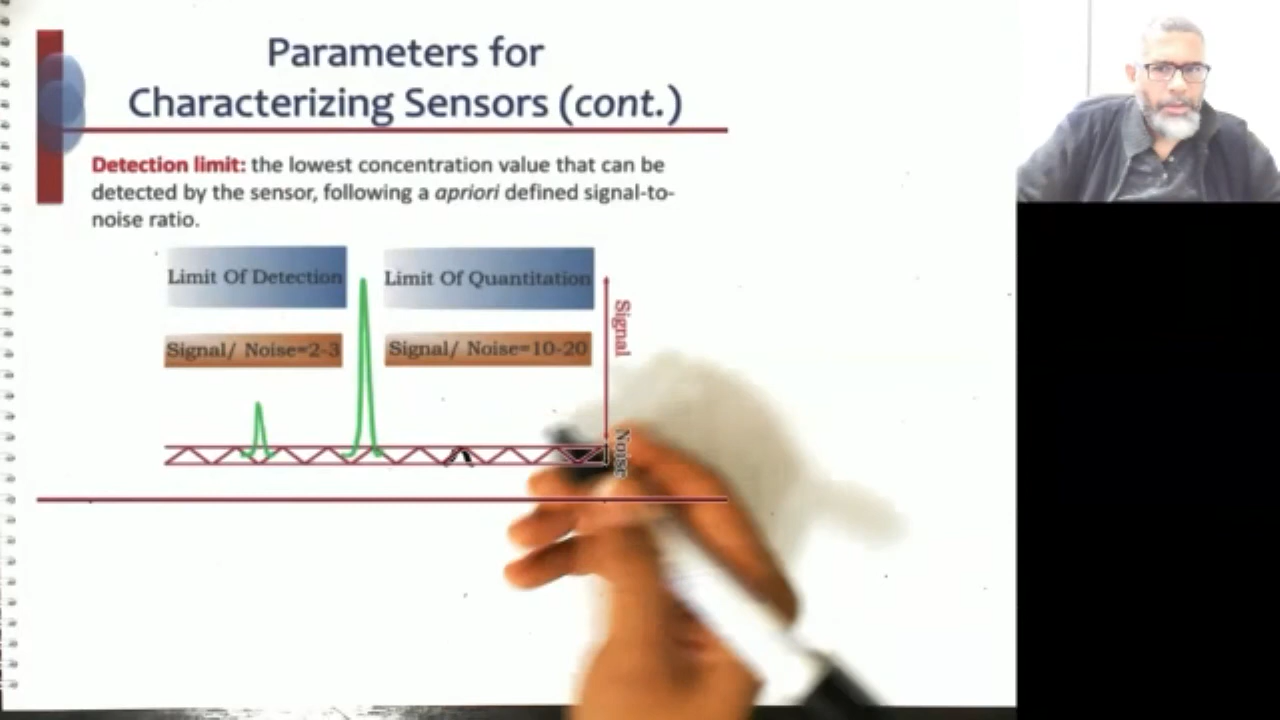 Parameters for
Characterizing Sensors (cont.)
Detection limit: the lowest concentration value that can be
detected by the sensor, following a apriori defined signal-to-
noise ratio.
Limit Of Detection
Limit Of Quantitation
Signal/ Noise=2-3
Signal/ Noise=10-20
Signal
Noise